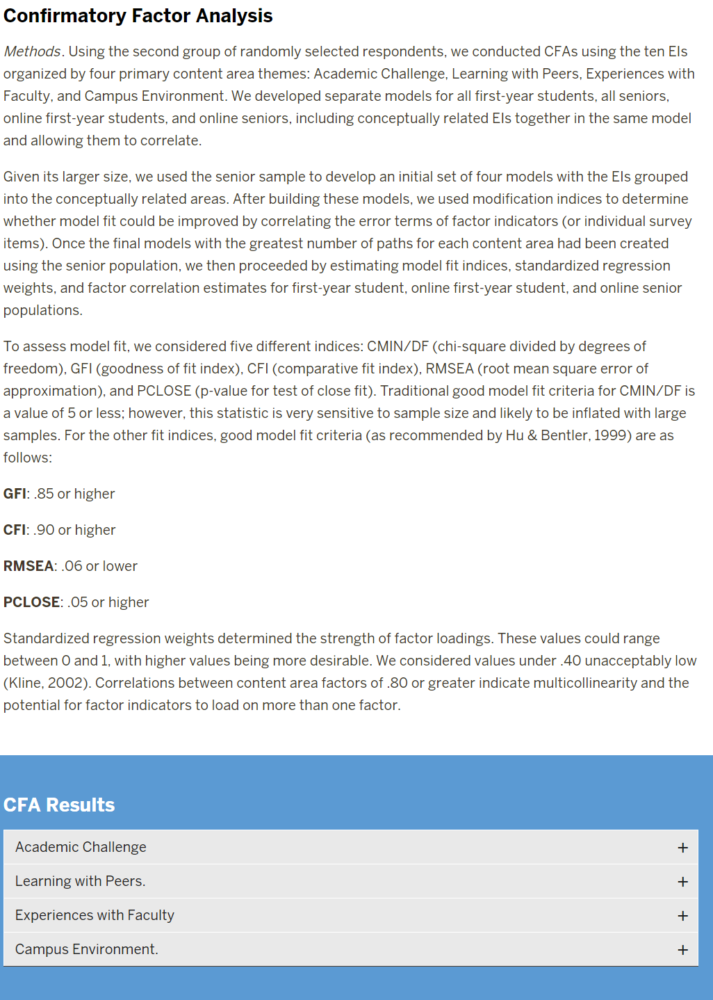 Confirmatory Factor Analysis
Methods. Using the second group of randomly selected respondents, we conducted CFAs using the ten EIs
organized by four primary content area themes: Academic Challenge, Learning with Peers, Experiences with
Faculty, and Campus Environment. We developed separate models for all first-year students, all seniors,
online first-year students, and online seniors, including conceptually related EIs together in the same model
and allowing them to correlate.
Given its larger size, we used the senior sample to develop an initial set of four models with the EIs grouped
into the conceptually related areas. After building these models, we used modification indices to determine
whether model fit could be improved by correlating the error terms of factor indicators (or individual survey
items). Once the final models with the greatest number of paths for each content area had been created
using the senior population, we then proceeded by estimating model fit indices, standardized regression
weights, and factor correlation estimates for first-year student, online first-year student, and online senior
populations.
To assess model fit, we considered five different indices: CMIN/DF (chi-square divided by degrees of
freedom), GFI (goodness of fit index), CFI (comparative fit index), RMSEA (root mean square error of
approximation), and PCLOSE (p-value for test of close fit). Traditional good model fit criteria for CMIN/DF is
a value of 5 or less; however, this statistic is very sensitive to sample size and likely to be inflated with large
samples. For the other fit indices, good model fit criteria (as recommended by Hu & Bentler, 1999) are as
follows:
GFI: .85 or higher
CFI: .90 or higher
RMSEA: .06 or lower
PCLOSE: .05 or higher
Standardized regression weights determined the strength of factor loadings. These values could range
between 0 and 1, with higher values being more desirable. We considered values under .40 unacceptably low
(Kline, 2002). Correlations between content area factors of .80 or greater indicate multicollinearity and the
potential for factor indicators to load on more than one factor.
CFA Results
Academic Challenge +
Learning with Peers. +
Experiences with Faculty +
Campus Environment. +